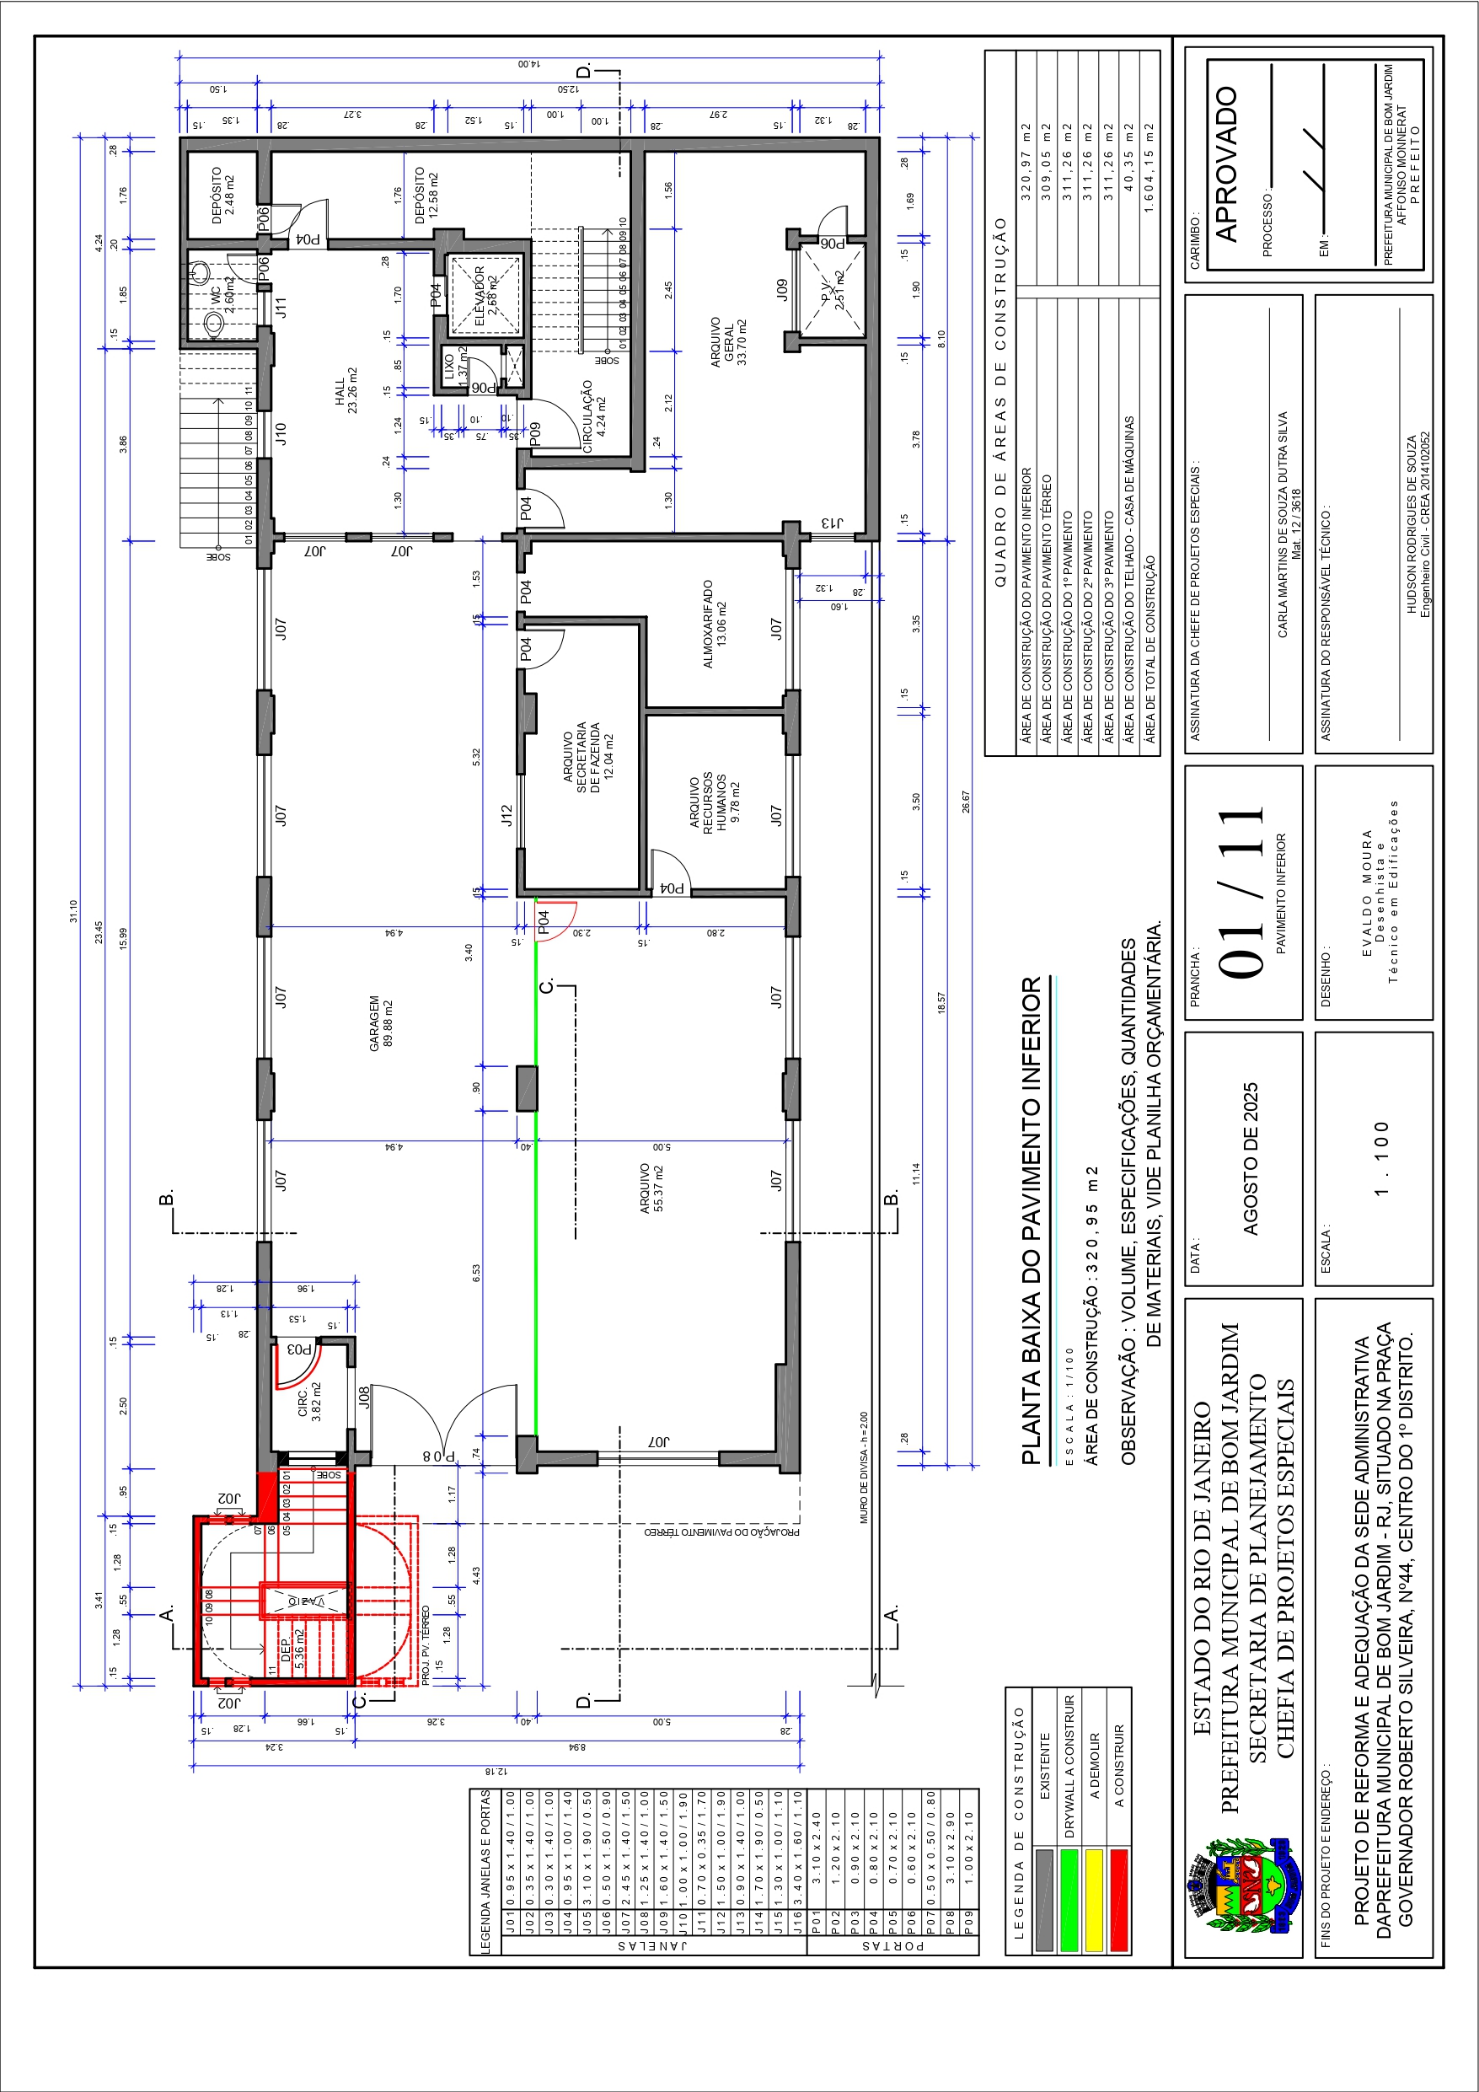 PLANTA BAIXA DO PAVIMENTO INFERIOR
ESCALA : 1/100
ÁREA DE CONSTRUÇÃO : 320,95 m2
OBSERVAÇÃO : VOLUME, ESPECIFICAÇÕES, QUANTIDADES
DE MATERIAIS, VIDE PLANILHA ORÇAMENTÁRIA.
DEPÓSITO
2.48 m2
WC
2.60 m2
HALL
23.26 m2
DEPÓSITO
12.58 m2
ELEVADOR
2.58 m2
LIXO
1.37 m2
CIRCULAÇÃO
4.24 m2
ARQUIVO
GERAL
33.70 m2
P.V.
2.51 m2
ALMOXARIFADO
13.06 m2
ARQUIVO
SECRETARIA
DE FAZENDA
12.04 m2
ARQUIVO
RECURSOS
HUMANOS
9.78 m2
GARAGEM
89.88 m2
ARQUIVO
55.37 m2
CIRC.
3.82 m2
DEP.
5.36 m2
VAZIO
SOBE
SOBE
SOBE
PROJ. PV. TÉRREO
PROJEÇÃO DO PAVIMENTO TÉRREO
MURO DE DIVISA - h = 2.00
A.
A.
B.
B.
C.
C.
D.
D.
31.10
23.45
15.99
26.67
18.57
14.00
12.50
12.18
8.94
QUADRO DE ÁREAS DE CONSTRUÇÃO
ÁREA DE CONSTRUÇÃO DO PAVIMENTO INFERIOR 320,97 m2
ÁREA DE CONSTRUÇÃO DO PAVIMENTO TÉRREO 309,05 m2
ÁREA DE CONSTRUÇÃO DO 1º PAVIMENTO 311,26 m2
ÁREA DE CONSTRUÇÃO DO 2º PAVIMENTO 311,26 m2
ÁREA DE CONSTRUÇÃO DO 3º PAVIMENTO 311,26 m2
ÁREA DE CONSTRUÇÃO DO TELHADO - CASA DE MÁQUINAS 40,35 m2
ÁREA DE TOTAL DE CONSTRUÇÃO 1.604,15 m2
LEGENDA JANELAS E PORTAS
JANELAS
J01 0.95 x 1.40 / 1.00
J02 0.35 x 1.40 / 1.00
J03 0.30 x 1.40 / 1.00
J04 0.95 x 1.00 / 1.40
J05 3.10 x 1.90 / 0.50
J06 0.50 x 1.50 / 0.90
J07 2.45 x 1.40 / 1.50
J08 1.25 x 1.40 / 1.00
J09 1.60 x 1.40 / 1.50
J10 1.00 x 1.00 / 1.90
J11 0.70 x 0.35 / 1.70
J12 1.50 x 1.00 / 1.90
J13 0.90 x 1.40 / 1.00
J14 1.70 x 1.90 / 0.50
J15 1.30 x 1.00 / 1.10
J16 3.40 x 1.60 / 1.10
PORTAS
P01 3.10 x 2.40
P02 1.20 x 2.10
P03 0.90 x 2.10
P04 0.80 x 2.10
P05 0.70 x 2.10
P06 0.60 x 2.10
P07 0.50 x 0.50 / 0.80
P08 3.10 x 2.90
P09 1.00 x 2.10
LEGENDA DE CONSTRUÇÃO
EXISTENTE
DRYWALL A CONSTRUIR
A DEMOLIR
A CONSTRUIR
ESTADO DO RIO DE JANEIRO
PREFEITURA MUNICIPAL DE BOM JARDIM
SECRETARIA DE PLANEJAMENTO
CHEFIA DE PROJETOS ESPECIAIS
FINS DO PROJETO E ENDEREÇO :
PROJETO DE REFORMA E ADEQUAÇÃO DA SEDE ADMINISTRATIVA
DAPREFEITURA MUNICIPAL DE BOM JARDIM - RJ, SITUADO NA PRAÇA
GOVERNADOR ROBERTO SILVEIRA, Nº44, CENTRO DO 1º DISTRITO.
DATA :
AGOSTO DE 2025
ESCALA :
1 . 100
PRANCHA :
01 / 11
PAVIMENTO INFERIOR
DESENHO :
EVALDO MOURA
Desenhista e
Técnico em Edificações
ASSINATURA DA CHEFE DE PROJETOS ESPECIAIS :
CARLA MARTINS DE SOUZA DUTRA SILVA
Mat. 12 / 3618
ASSINATURA DO RESPONSÁVEL TÉCNICO :
HUDSON RODRIGUES DE SOUZA
Engenheiro Civil - CREA 2014102052
CARIMBO :
APROVADO
PROCESSO :
EM : / /
PREFEITURA MUNICIPAL DE BOM JARDIM
AFFONSO MONNERAT
PREFEITO